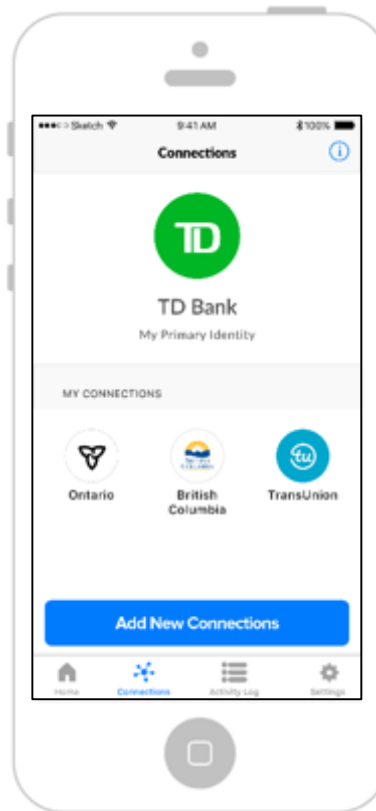 Sketch 9:41 AM 100%
Connections
TD
TD Bank
My Primary Identity
MY CONNECTIONS
tu
Ontario British Columbia TransUnion
Add New Connections
Home Connections Activity Log Settings